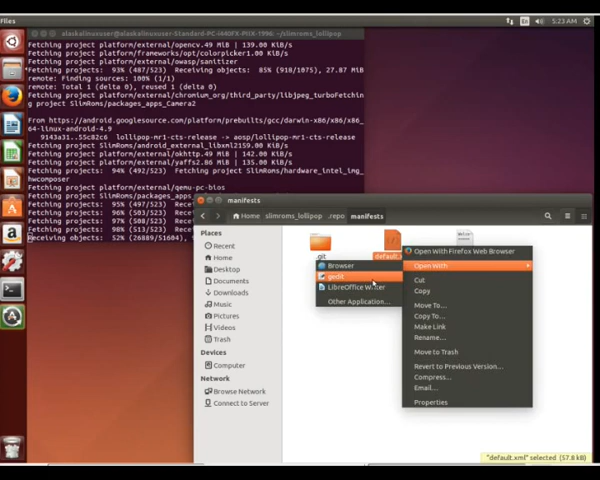 Files
En
5:23 AM
alaskalinuxuser@alaskalinuxuser-Standard-PC-i440FX-PIIX-1996: ~/slimroms_lollipop
Fetching project platform/external/opencv.49 MiB | 139.00 KiB/s
Fetching project platform/frameworks/opt/colorpicker1.00 KiB/s
Fetching project platform/external/owasp/sanitizer
Fetching projects:  93% (487/523)  Receiving objects:  85% (918/1075), 27.87 MiB
remote: Finding sources: 100% (1/1)
remote: Total 1 (delta 0), reused 1 (delta 0)
Fetching project platform/external/chromium_org/third_party/libjpeg_turboFetchin
g project SlimRoms/packages_apps_Camera2
From https://android.googlesource.com/platform/prebuilts/gcc/darwin-x86/x86/x86_
64-linux-android-4.9
9143a31..55c82c6  lollipop-mr1-cts-release -> aosp/lollipop-mr1-cts-release
Fetching project SlimRoms/android_external_libxml2159.00 KiB/s
Fetching project platform/external/okhttp.49 MiB | 142.00 KiB/s
Fetching project platform/external/yaffs2.86 MiB | 135.00 KiB/s
Fetching projects:  94% (492/523)  Fetching project SlimRoms/hardware_intel_img_
hwcomposer
Fetching project platform/external/qemu-pc-bios
Fetching project SlimRoms/packages_apps_
Fetching projects:  95% (497/523)  Rece
Fetching projects:  96% (503/523)  Rece
Fetching projects:  97% (508/523)  Rece
Fetching projects:  98% (513/523)  Rece
Receiving objects:  52% (26889/51604),
manifests
Home
slimroms_lollipop
.repo
manifests
Places
Recent
Home
Desktop
Documents
Downloads
Music
Pictures
Videos
Trash
Devices
Computer
Network
Browse Network
Connect to Server
.git
default.x
Browser
gedit
LibreOffice Writer
Other Application...
Open With Firefox Web Browser
Open With
Cut
Copy
Move To...
Copy To...
Make Link
Rename...
Move to Trash
Revert to Previous Version...
Compress...
Email...
Properties
"default.xml" selected (57.8 kB)